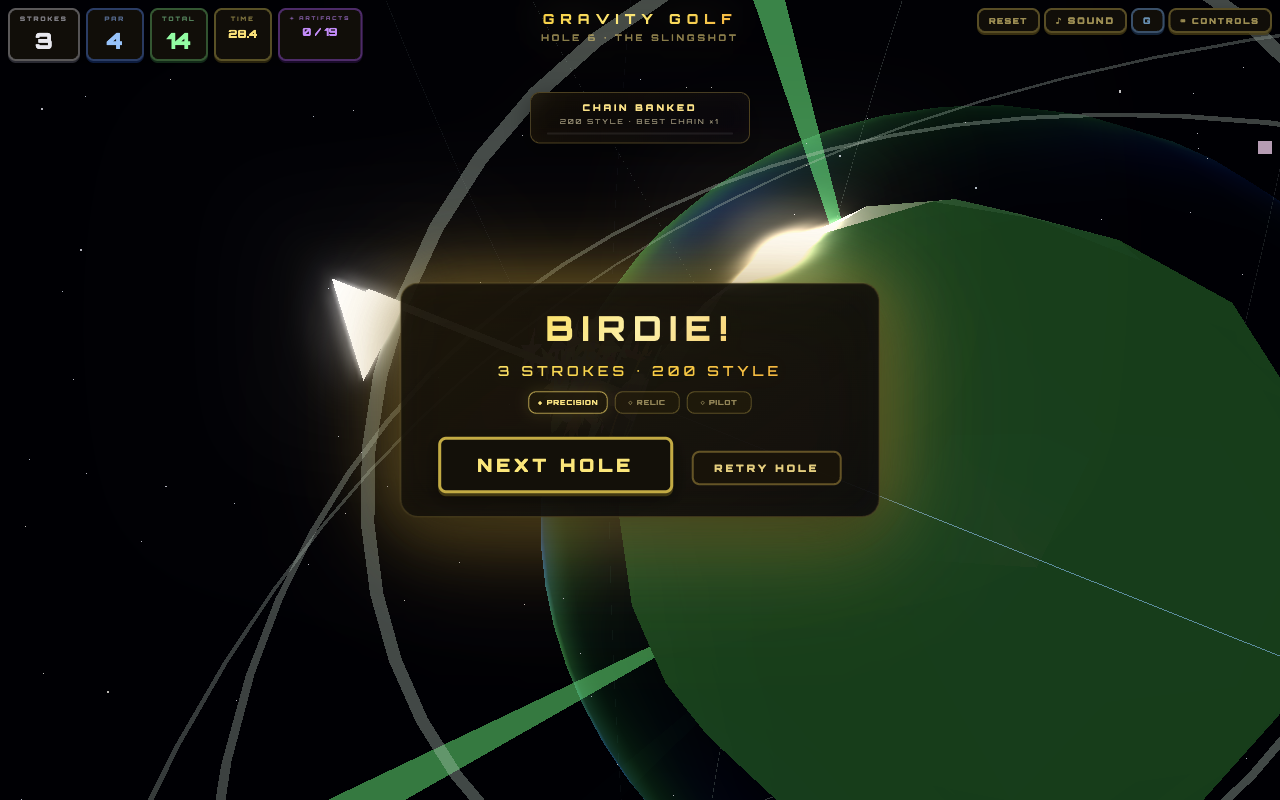 STROKES
3
PAR
4
TOTAL
14
TIME
28.4
✦ ARTIFACTS
0/19
GRAVITY GOLF
HOLE 6 · THE SLINGSHOT
RESET
♪ SOUND
G
CONTROLS
CHAIN BANKED
200 STYLE · BEST CHAIN ×1
BIRDIE!
3 STROKES · 200 STYLE
◆ PRECISION
◇ RELIC
◇ PILOT
NEXT HOLE
RETRY HOLE